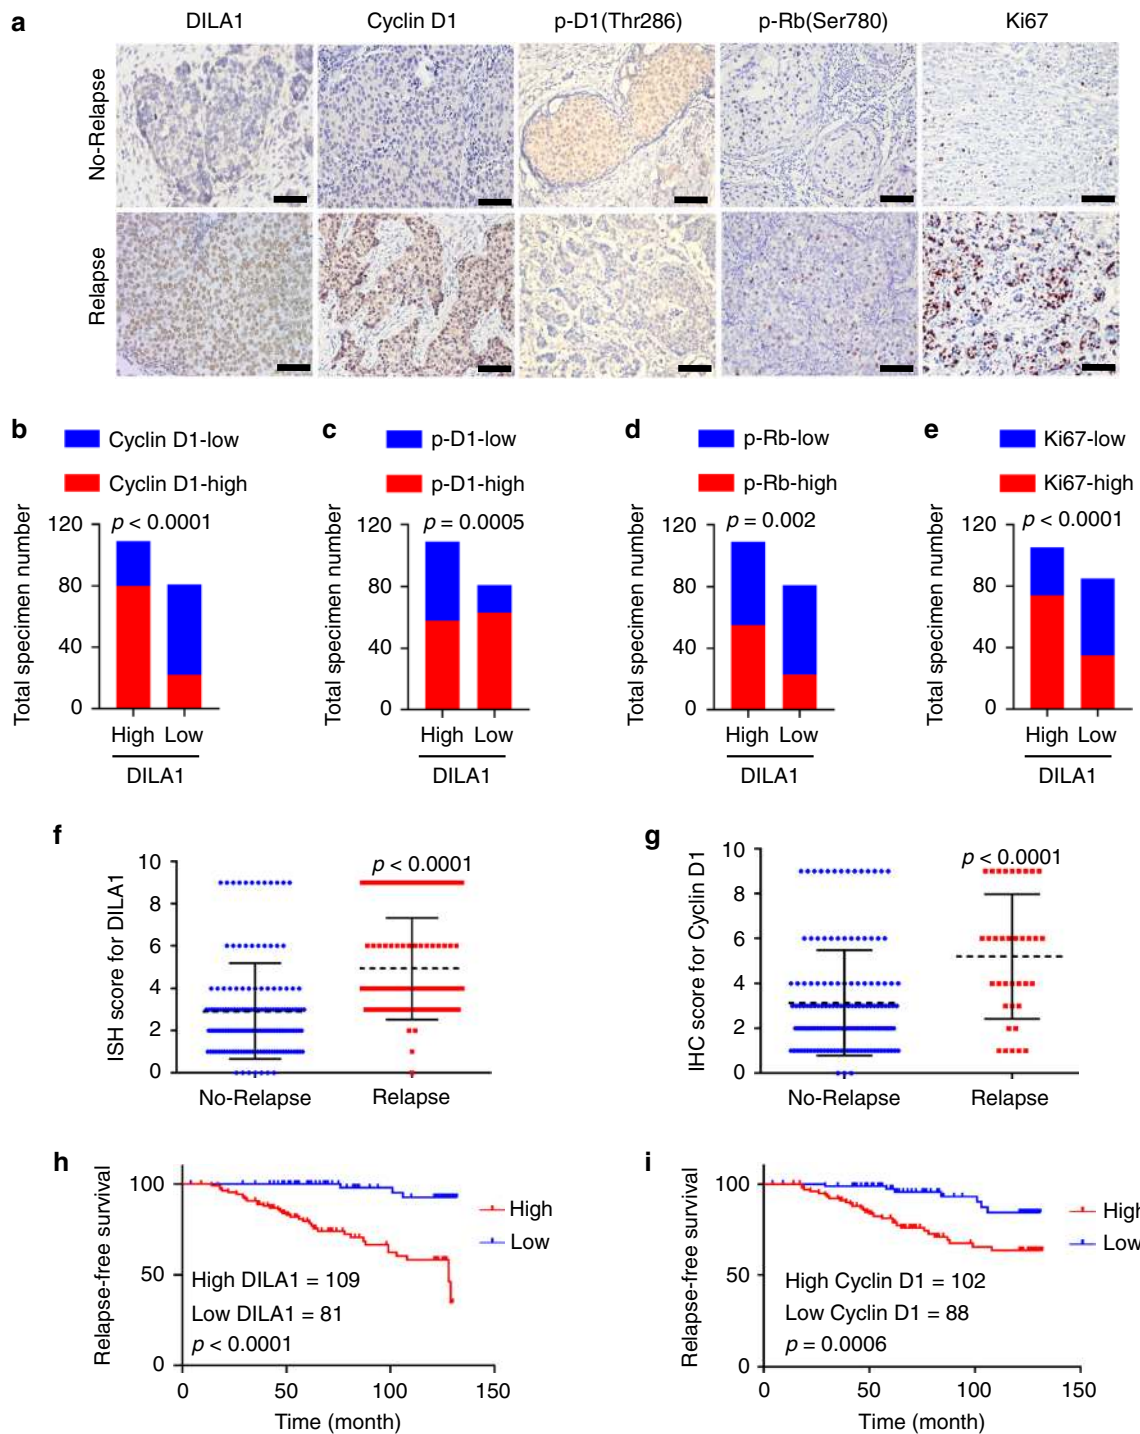 a
DILA1 Cyclin D1 p-D1(Thr286) p-Rb(Ser780) Ki67
No-Relapse
Relapse
b
Cyclin D1-low
Cyclin D1-high
p < 0.0001
Total specimen number
120
80
40
0
High Low
DILA1
c
p-D1-low
p-D1-high
p = 0.0005
Total specimen number
120
80
40
0
High Low
DILA1
d
p-Rb-low
p-Rb-high
p = 0.002
Total specimen number
120
80
40
0
High Low
DILA1
e
Ki67-low
Ki67-high
p < 0.0001
Total specimen number
120
80
40
0
High Low
DILA1
f
p < 0.0001
ISH score for DILA1
10
8
6
4
2
0
No-Relapse Relapse
g
p < 0.0001
IHC score for Cyclin D1
10
8
6
4
2
0
No-Relapse Relapse
h
Relapse-free survival
100
50
0
High
Low
High DILA1 = 109
Low DILA1 = 81
p < 0.0001
0 50 100 150
Time (month)
i
Relapse-free survival
100
50
0
High
Low
High Cyclin D1 = 102
Low Cyclin D1 = 88
p = 0.0006
0 50 100 150
Time (month)